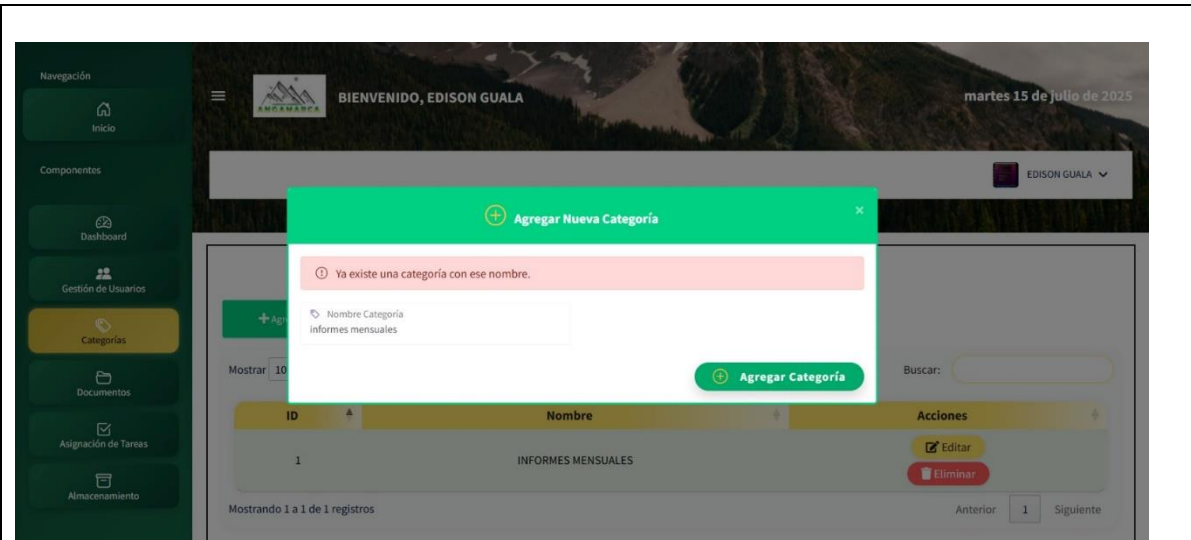 Navegación
Inicio
Componentes
Dashboard
Gestión de Usuarios
Categorías
Documentos
Asignación de Tareas
Almacenamiento
ANGAMARCA
BIENVENIDO, EDISON GUALA
martes 15 de julio de 2025
EDISON GUALA
Agregar Nueva Categoría
×
Ya existe una categoría con ese nombre.
Nombre Categoría
informes mensuales
Agregar Categoría
+ Agr
Mostrar 10
Buscar:
ID Nombre Acciones
1 INFORMES MENSUALES Editar
Eliminar
Mostrando 1 a 1 de 1 registros
Anterior 1 Siguiente